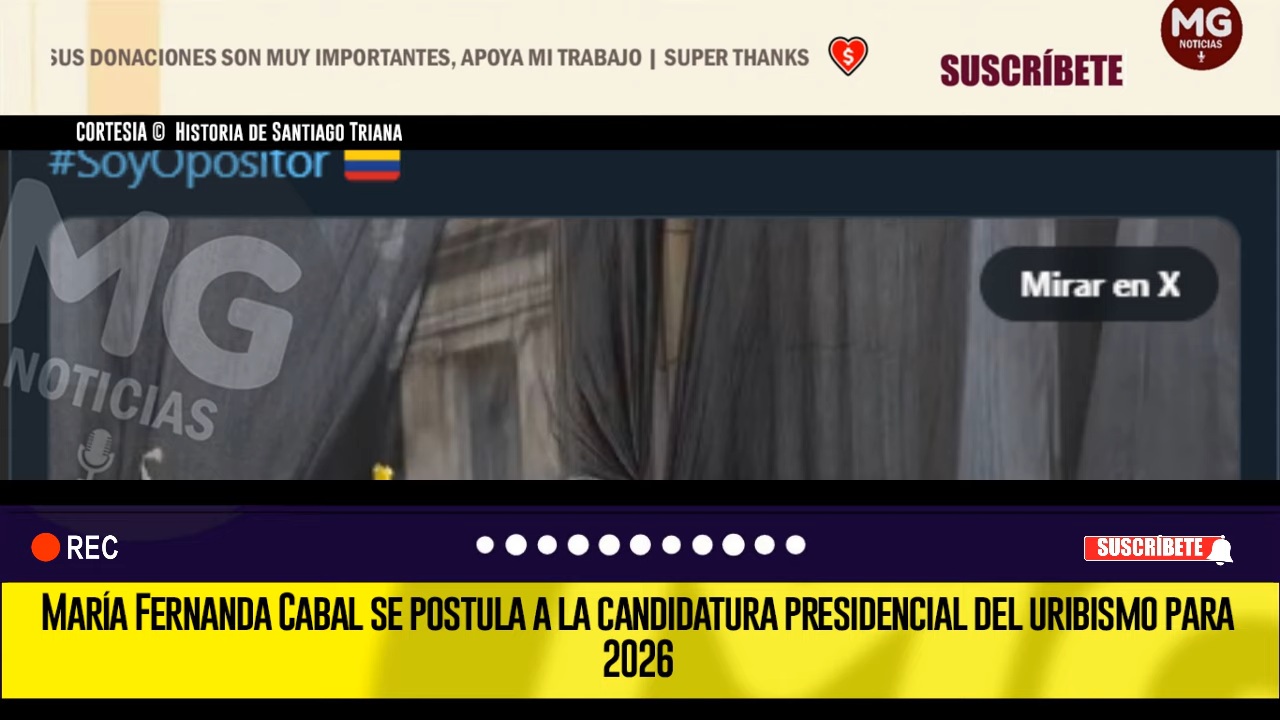 SUS DONACIONES SON MUY IMPORTANTES, APOYA MI TRABAJO | SUPER THANKS
$
SUSCRÍBETE
MG
NOTICIAS
CORTESIA © HISTORIA DE SANTIAGO TRIANA
#SoyOpositor
MG
NOTICIAS
Mirar en X
REC
SUSCRÍBETE
MARÍA FERNANDA CABAL SE POSTULA A LA CANDIDATURA PRESIDENCIAL DEL URIBISMO PARA
2026